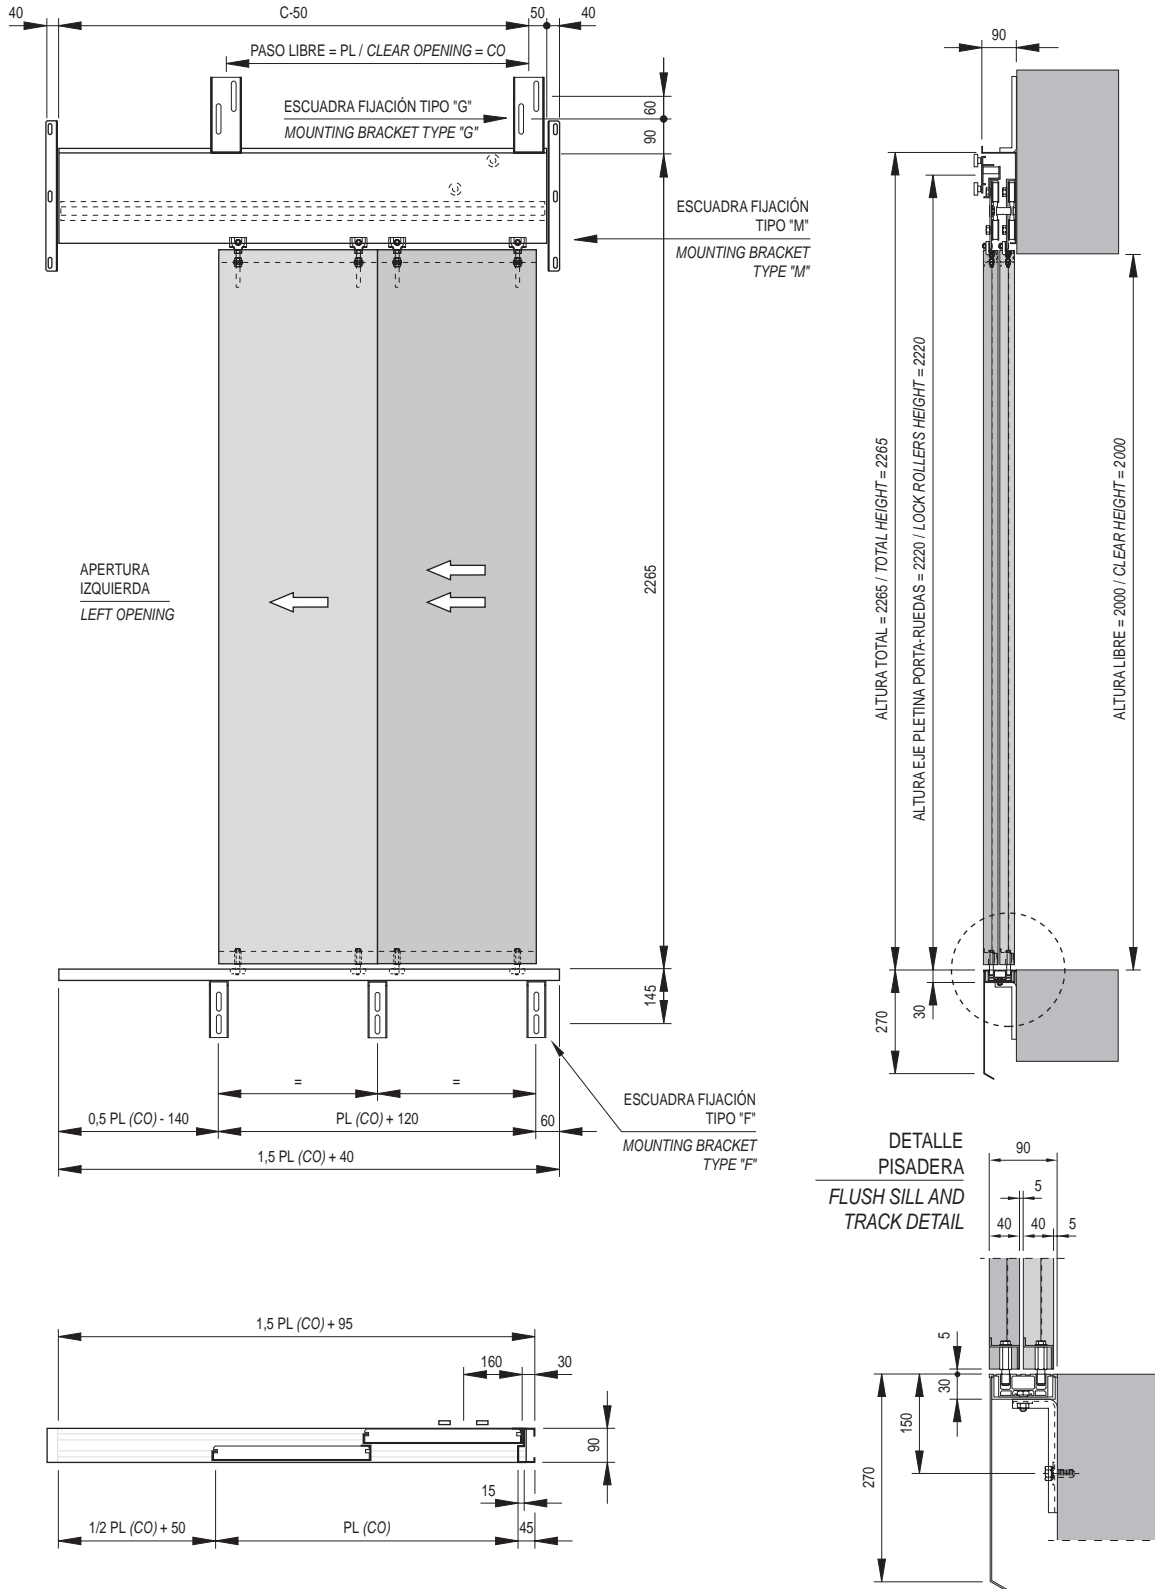 40
C-50
50
40
PASO LIBRE = PL / CLEAR OPENING = CO
ESCUADRA FIJACIÓN TIPO "G"
MOUNTING BRACKET TYPE "G"
60
90
ESCUADRA FIJACIÓN
TIPO "M"
MOUNTING BRACKET
TYPE "M"
APERTURA
IZQUIERDA
LEFT OPENING
2265
145
=
=
0,5 PL (CO) - 140
PL (CO) + 120
60
1,5 PL (CO) + 40
ESCUADRA FIJACIÓN
TIPO "F"
MOUNTING BRACKET
TYPE "F"
90
ALTURA TOTAL = 2265 / TOTAL HEIGHT = 2265
ALTURA EJE PLETINA PORTA-RUEDAS = 2220 / LOCK ROLLERS HEIGHT = 2220
ALTURA LIBRE = 2000 / CLEAR HEIGHT = 2000
270
30
1,5 PL (CO) + 95
160
30
90
15
1/2 PL (CO) + 50
PL (CO)
45
DETALLE
PISADERA
FLUSH SILL AND
TRACK DETAIL
90
5
40
40
5
5
30
150
270